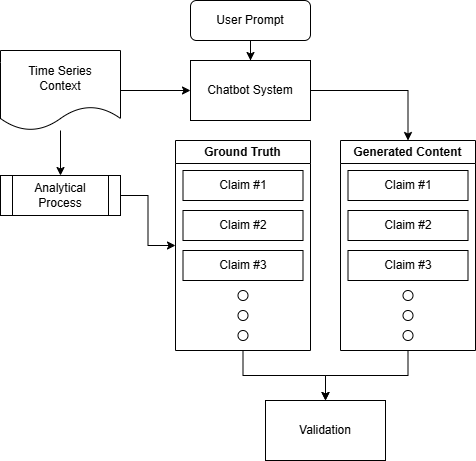 User Prompt
Time Series
Context
Chatbot System
Ground Truth
Claim #1
Claim #2
Claim #3
Generated Content
Claim #1
Claim #2
Claim #3
Analytical
Process
Validation